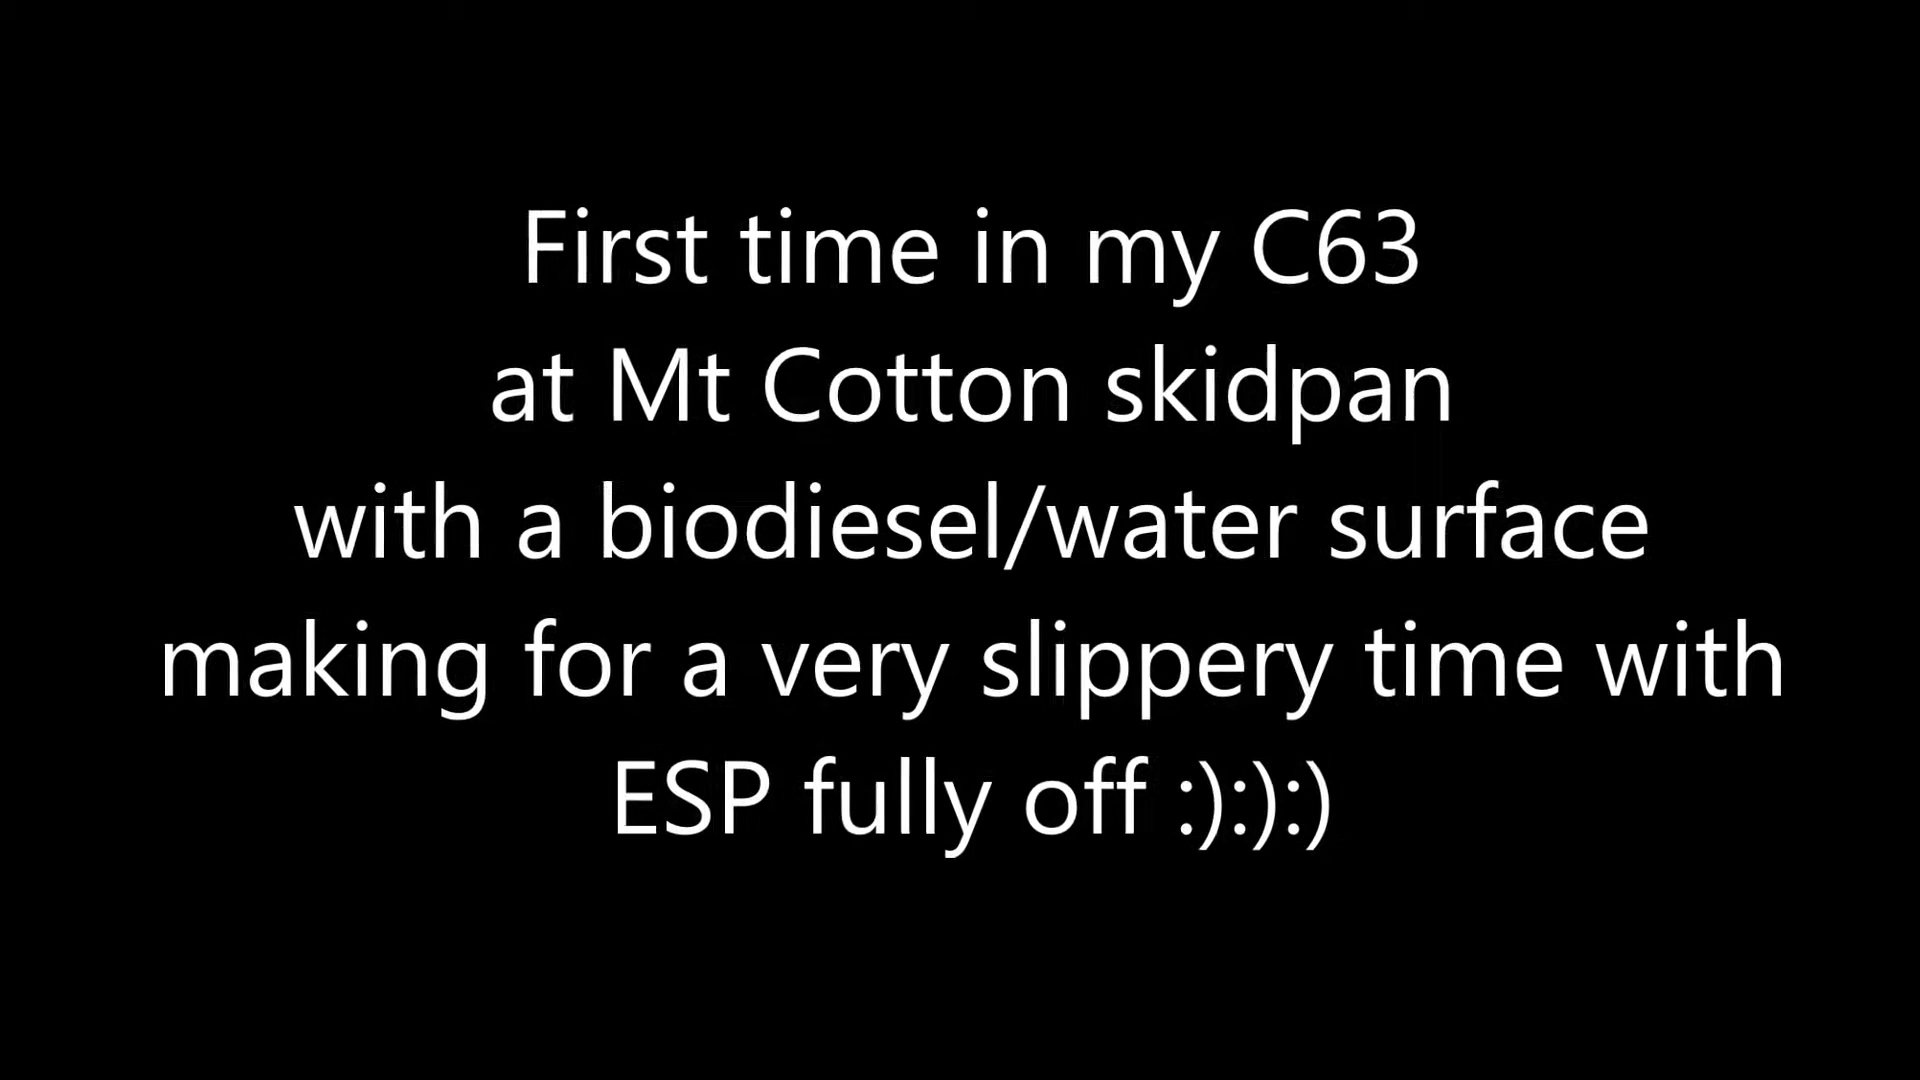 First time in my C63
at Mt Cotton skidpan
with a biodiesel/water surface
making for a very slippery time with
ESP fully off :):):)